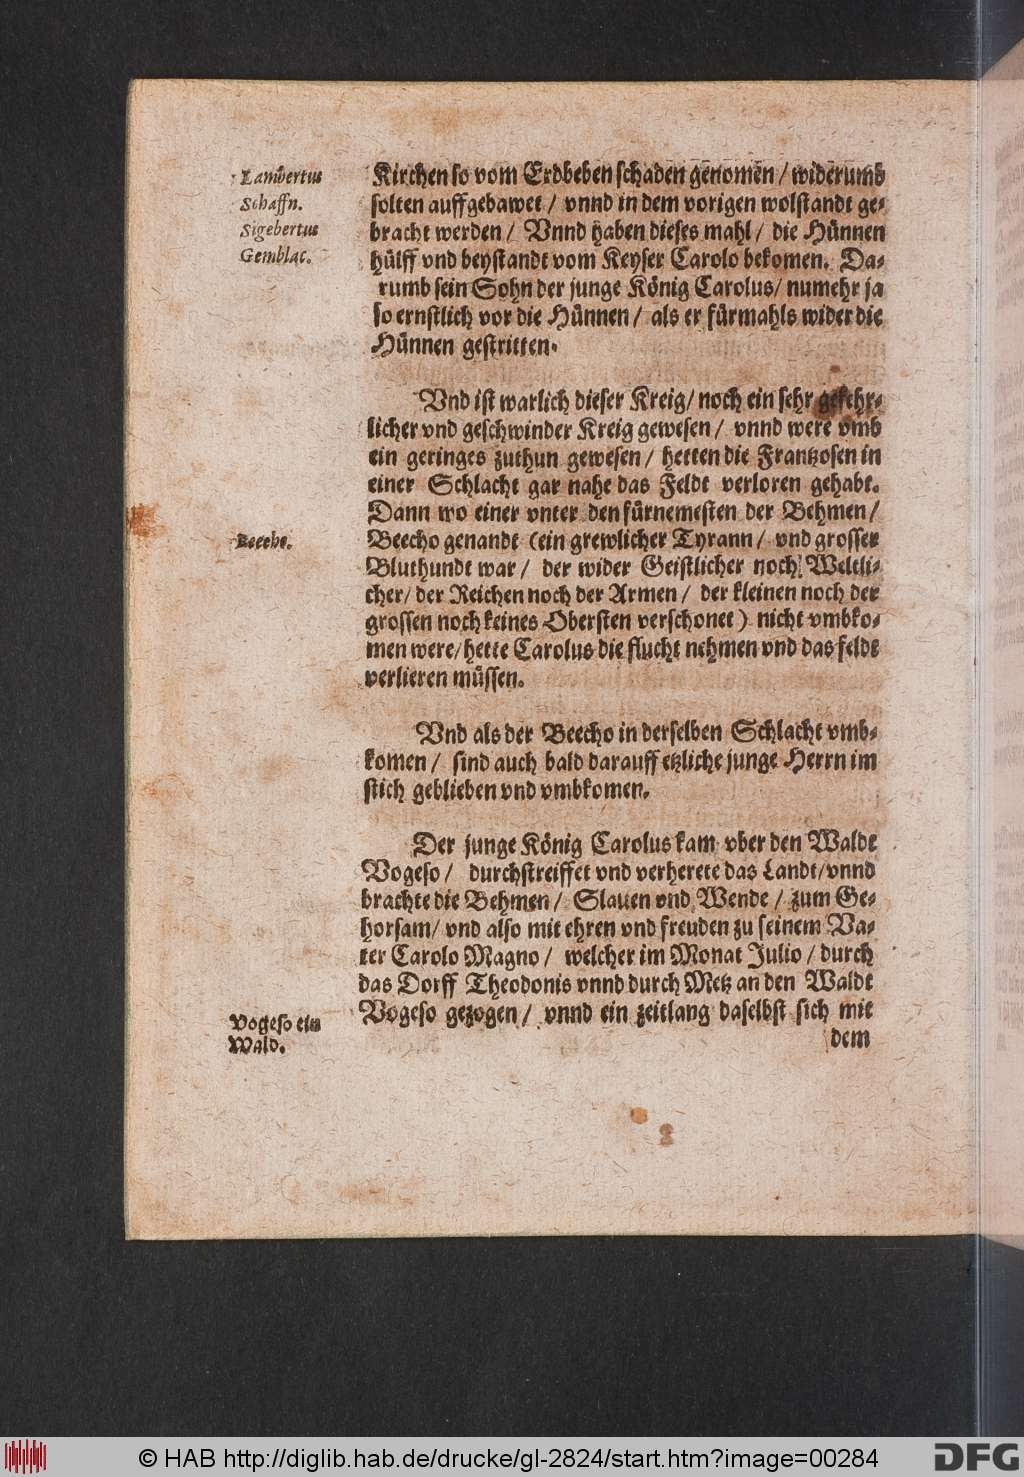 Lambertus
Schaffn.
Sigebertus
Gemblac.
Kirchen so vom Erdbeben schaden genomẽn / widerumb
solten auffgebawet / vnnd in dem vorigen wolstandt ge-
bracht werden / Vnnd haben dieses mahl / die Hünnen
hülff vnd beystandt vom Keyser Carolo bekomen. Da-
rumb sein Sohn der junge König Carolus / numehr ja
so ernstlich vor die Hünnen / als er fürmahls wider die
Hünnen gestritten.
Vnd ist warlich dieser Kreig / noch ein sehr gefehr-
licher vnd geschwinder Kreig gewesen / vnnd were vmb
ein geringes zuthun gewesen / hetten die Frantzosen in
einer Schlacht gar nahe das Feldt verloren gehabt.
Dann wo einer vnter den fürnemesten der Behmen /
Beecho.
Beecho genandt (ein grewlicher Tyrann / vnd grosser
Bluthundt war / der wider Geistlicher noch Weltli-
cher / der Reichen noch der Armen / der kleinen noch der
grossen noch keines Obersten verschonet) nicht vmbko-
men were / hette Carolus die flucht nehmen vnd das feldt
verlieren müssen.
Vnd als der Beecho in derselben Schlacht vmb-
komen / sind auch bald darauff etzliche junge Herrn im
stich geblieben vnd vmbkomen.
Der junge König Carolus kam vber den Waldt
Vogeso / durchstreiffet vnd verherete das Landt / vnnd
brachte die Behmen / Slauen vnd Wende / zum Ge-
horsam / vnd also mit ehren vnd freuden zu seinem Va-
ter Carolo Magno / welcher im Monat Julio / durch
das Dorff Theodonis vnnd durch Metz an den Waldt
Vogeso gezogen / vnnd ein zeitlang daselbst sich mit
Vogeso ein
Wald.
dem
© HAB http://diglib.hab.de/drucke/gl-2824/start.htm?image=00284
DFG